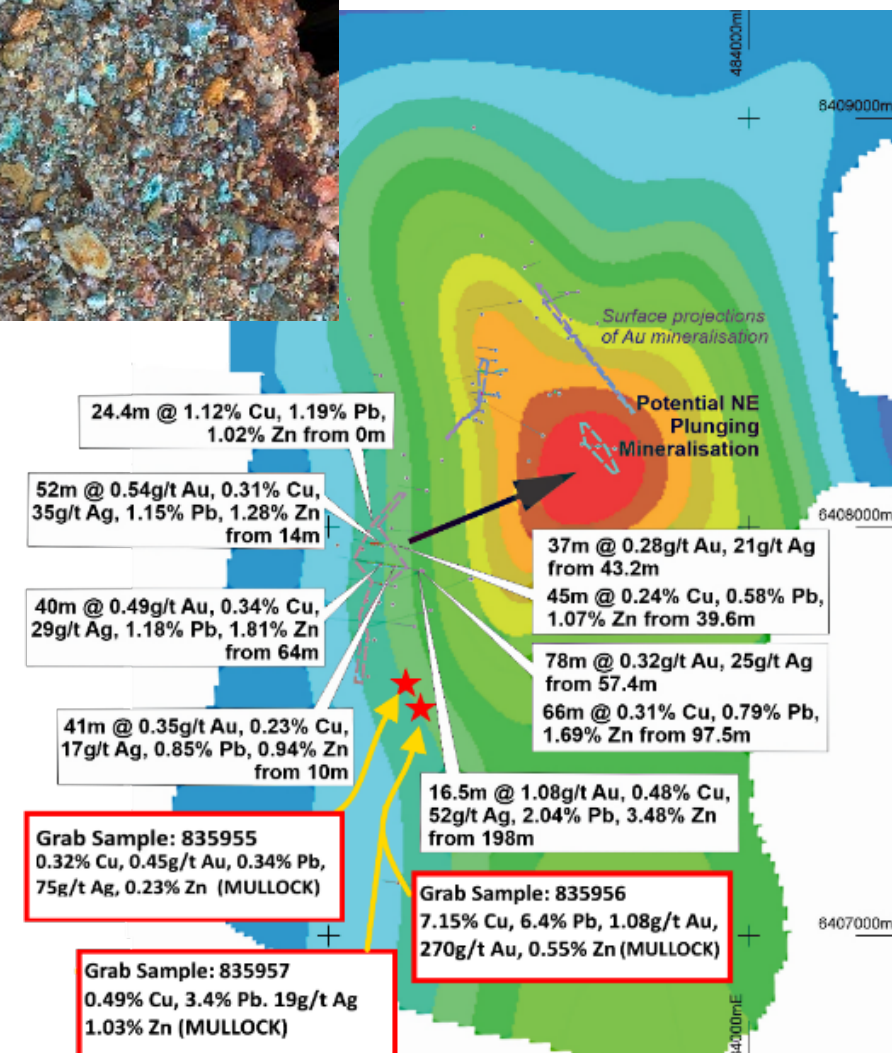 484000m
6409000m
Surface projections
of Au mineralisation
Potential NE
Plunging
Mineralisation
24.4m @ 1.12% Cu, 1.19% Pb,
1.02% Zn from 0m
52m @ 0.54g/t Au, 0.31% Cu,
35g/t Ag, 1.15% Pb, 1.28% Zn
from 14m
6408000m
37m @ 0.28g/t Au, 21g/t Ag
from 43.2m
45m @ 0.24% Cu, 0.58% Pb,
1.07% Zn from 39.6m
40m @ 0.49g/t Au, 0.34% Cu,
29g/t Ag, 1.18% Pb, 1.81% Zn
from 64m
78m @ 0.32g/t Au, 25g/t Ag
from 57.4m
66m @ 0.31% Cu, 0.79% Pb,
1.69% Zn from 97.5m
41m @ 0.35g/t Au, 0.23% Cu,
17g/t Ag, 0.85% Pb, 0.94% Zn
from 10m
16.5m @ 1.08g/t Au, 0.48% Cu,
52g/t Ag, 2.04% Pb, 3.48% Zn
from 198m
Grab Sample: 835955
0.32% Cu, 0.45g/t Au, 0.34% Pb,
75g/t Ag, 0.23% Zn (MULLOCK)
Grab Sample: 835956
7.15% Cu, 6.4% Pb, 1.08g/t Au,
270g/t Au, 0.55% Zn (MULLOCK)
6407000m
Grab Sample: 835957
0.49% Cu, 3.4% Pb. 19g/t Ag
1.03% Zn (MULLOCK)
4000mE